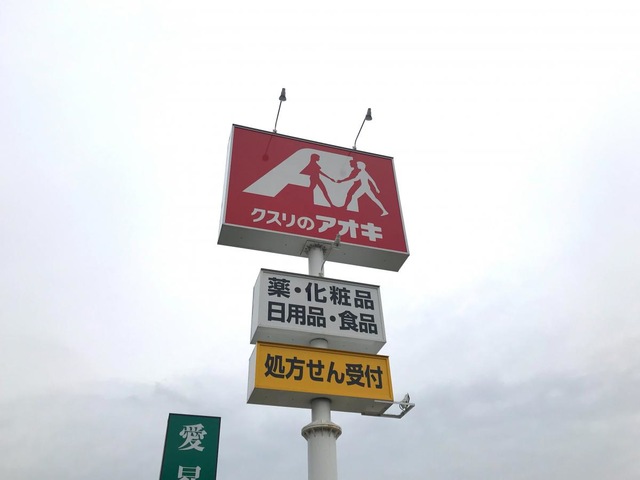 クスリのアオキ
薬・化粧品
日用品・食品
処方せん受付
愛